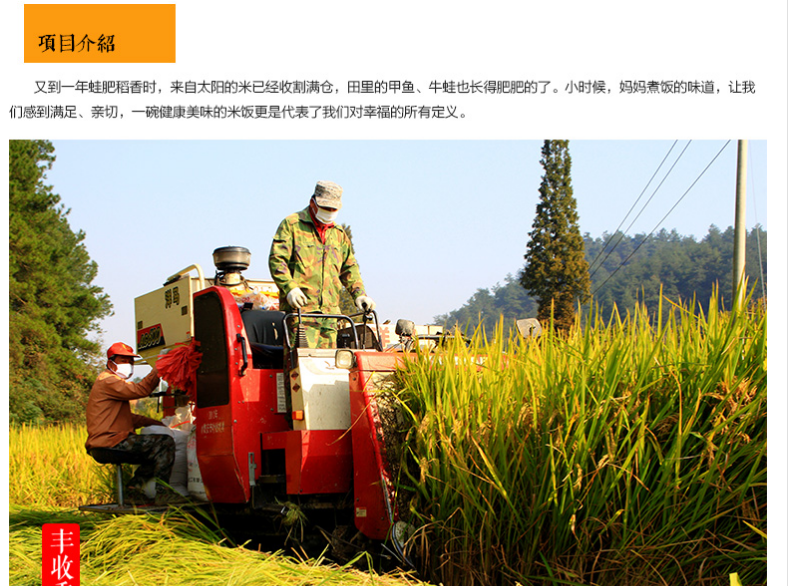 項目介紹
又到一年蛙肥稻香时，来自太阳的米已经收割满仓，田里的甲鱼、牛蛙也长得肥肥的了。小时候，妈妈煮饭的味道，让我
们感到满足、亲切，一碗健康美味的米饭更是代表了我们对幸福的所有定义。
丰收